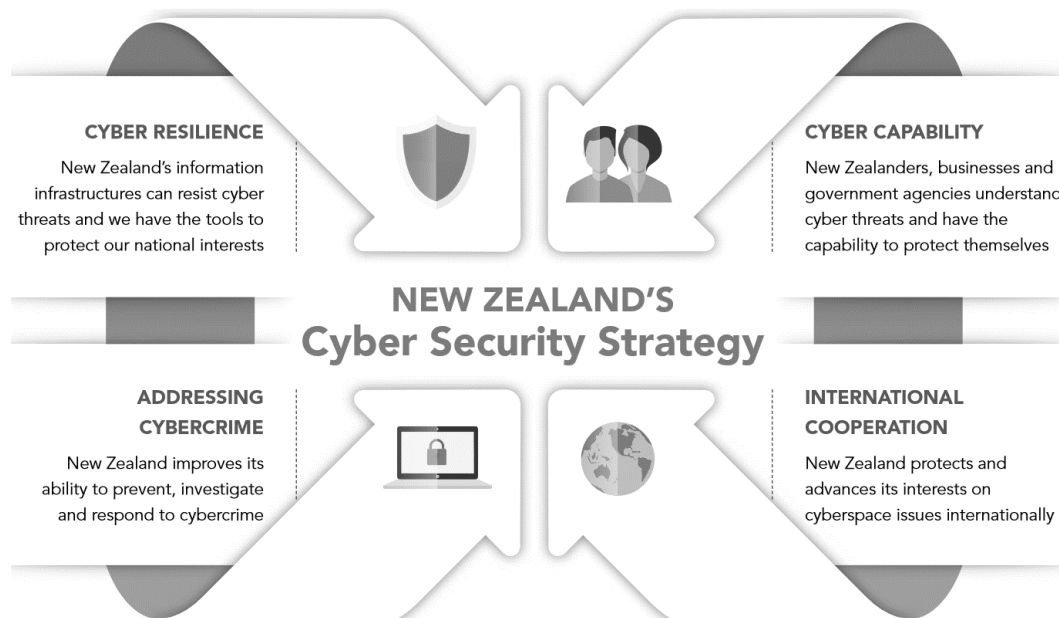 CYBER RESILIENCE
New Zealand's information
infrastructures can resist cyber
threats and we have the tools to
protect our national interests
CYBER CAPABILITY
New Zealanders, businesses and
government agencies understand
cyber threats and have the
capability to protect themselves
NEW ZEALAND'S
Cyber Security Strategy
ADDRESSING
CYBERCRIME
New Zealand improves its
ability to prevent, investigate
and respond to cybercrime
INTERNATIONAL
COOPERATION
New Zealand protects and
advances its interests on
cyberspace issues internationally